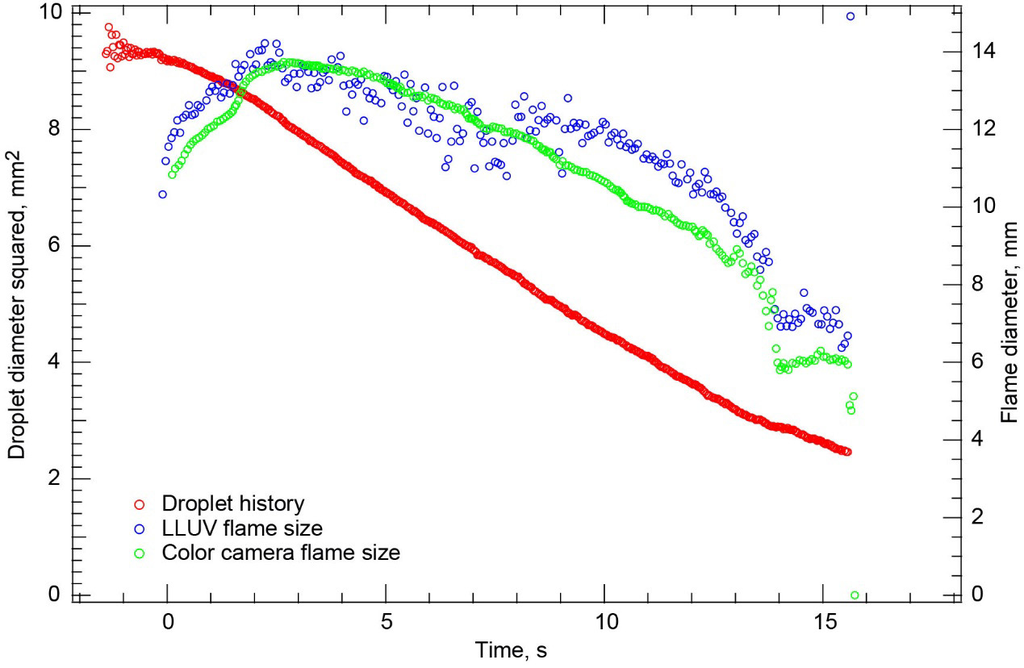 10
8
6
4
2
0
Droplet diameter squared, mm2
14
12
10
8
6
4
2
0
Flame diameter, mm
Droplet history
LLUV flame size
Color camera flame size
0 5 10 15
Time, s